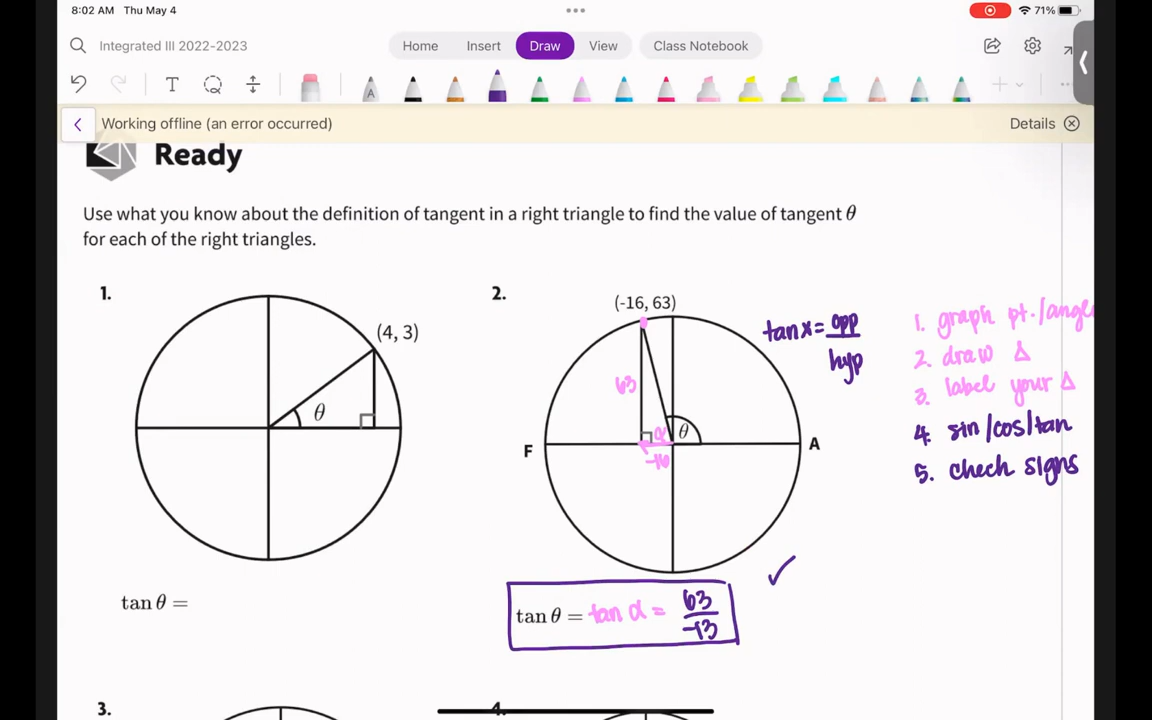 8:02 AM Thu May 4
71%
Integrated III 2022-2023
Home Insert Draw View Class Notebook
T
A
Working offline (an error occurred)
Details
Ready
Use what you know about the definition of tangent in a right triangle to find the value of tangent θ
for each of the right triangles.
1.
(4, 3)
θ
tan θ =
2.
(-16, 63)
63
α
θ
-16
F
A
tan x = opp
hyp
tan θ = tan α = 63
-13
1. graph pt./angle
2. draw Δ
3. label your Δ
4. sin/cos/tan
5. chech signs
3.
4.